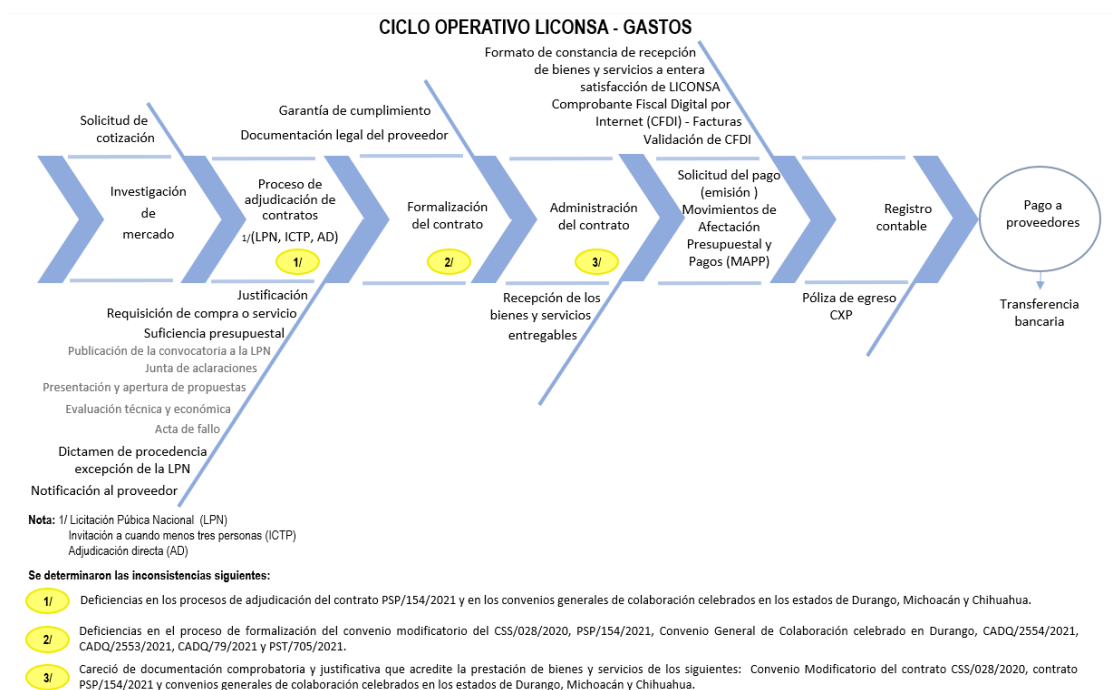 CICLO OPERATIVO LICONSA - GASTOS
Formato de constancia de recepción
de bienes y servicios a entera
satisfacción de LICONSA
Comprobante Fiscal Digital por
Internet (CFDI) - Facturas
Validación de CFDI
Garantía de cumplimiento
Documentación legal del proveedor
Solicitud de
cotización
Investigación
de
mercado
Proceso de
adjudicación de
contratos
1/(LPN, ICTP, AD)
1/
Formalización
del contrato
2/
Administración
del contrato
3/
Solicitud del pago
(emisión )
Movimientos de
Afectación
Presupuestal y
Pagos (MAPP)
Registro
contable
Pago a
proveedores
Transferencia
bancaria
Justificación
Requisición de compra o servicio
Suficiencia presupuestal
Publicación de la convocatoria a la LPN
Junta de aclaraciones
Presentación y apertura de propuestas
Evaluación técnica y económica
Acta de fallo
Dictamen de procedencia
excepción de la LPN
Notificación al proveedor
Recepción de los
bienes y servicios
entregables
Póliza de egreso
CXP
Nota: 1/ Licitación Púbica Nacional (LPN)
Invitación a cuando menos tres personas (ICTP)
Adjudicación directa (AD)
Se determinaron las inconsistencias siguientes:
1/ Deficiencias en los procesos de adjudicación del contrato PSP/154/2021 y en los convenios generales de colaboración celebrados en los estados de Durango, Michoacán y Chihuahua.
2/ Deficiencias en el proceso de formalización del convenio modificatorio del CSS/028/2020, PSP/154/2021, Convenio General de Colaboración celebrado en Durango, CADQ/2554/2021,
CADQ/2553/2021, CADQ/79/2021 y PST/705/2021.
3/ Careció de documentación comprobatoria y justificativa que acredite la prestación de bienes y servicios de los siguientes: Convenio Modificatorio del contrato CSS/028/2020, contrato
PSP/154/2021 y convenios generales de colaboración celebrados en los estados de Durango, Michoacán y Chihuahua.